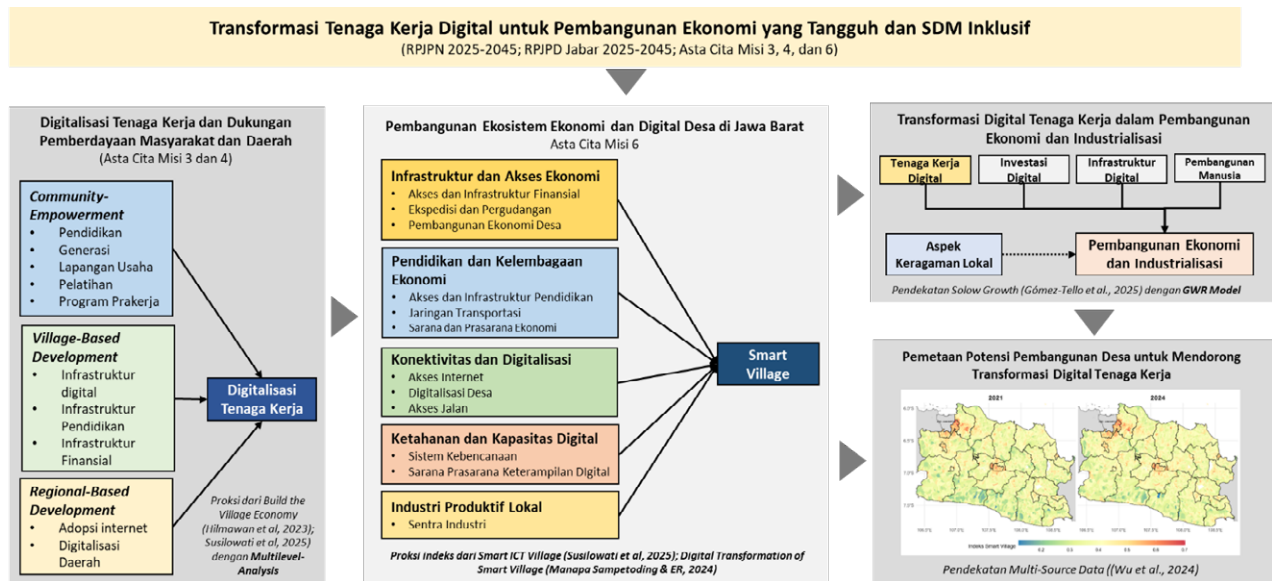 Transformasi Tenaga Kerja Digital untuk Pembangunan Ekonomi yang Tangguh dan SDM Inklusif
(RPJPN 2025-2045; RPJPD Jabar 2025-2045; Asta Cita Misi 3, 4, dan 6)
Digitalisasi Tenaga Kerja dan Dukungan
Pemberdayaan Masyarakat dan Daerah
(Asta Cita Misi 3 dan 4)
Community-
Empowerment
• Pendidikan
• Generasi
• Lapangan Usaha
• Pelatihan
• Program Prakerja
Village-Based
Development
• Infrastruktur
digital
• Infrastruktur
Pendidikan
• Infrastruktur
Finansial
Regional-Based
Development
• Adopsi internet
• Digitalisasi
Daerah
Digitalisasi
Tenaga Kerja
Proksi dari Build the
Village Economy
(Hilmawan et al, 2023);
Susilowati et al,
2025)
dengan Multilevel-
Analysis
Pembangunan Ekosistem Ekonomi dan Digital Desa di Jawa Barat
Asta Cita Misi 6
Infrastruktur dan Akses Ekonomi
• Akses dan Infrastruktur Finansial
• Ekspedisi dan Pergudangan
• Pembangunan Ekonomi Desa
Pendidikan dan Kelembagaan
Ekonomi
• Akses dan Infrastruktur Pendidikan
• Jaringan Transportasi
• Sarana dan Prasarana Ekonomi
Konektivitas dan Digitalisasi
• Akses Internet
• Digitalisasi Desa
• Akses Jalan
Ketahanan dan Kapasitas Digital
• Sistem Kebencanaan
• Sarana Prasarana Keterampilan Digital
Industri Produktif Lokal
• Sentra Industri
Smart
Village
Proksi Indeks dari Smart ICT Village (Susilowati et al, 2025); Digital Transformation of
Smart Village (Manapa Sampetoding & ER, 2024)
Transformasi Digital Tenaga Kerja dalam Pembangunan
Ekonomi dan Industrialisasi
Tenaga Kerja
Digital
Investasi
Digital
Infrastruktur
Digital
Pembangunan
Manusia
Aspek
Keragaman Lokal
Pembangunan Ekonomi
dan Industrialisasi
Pendekatan Solow Growth (Gómez-Tello et al., 2025) dengan GWR Model
Pemetaan Potensi Pembangunan Desa untuk Mendorong
Transformasi Digital Tenaga Kerja
2021
2024
Indeks Smart Village
0.2
0.3
0.4
0.5
0.6
0.7
Pendekatan Multi-Source Data ((Wu et al., 2024)